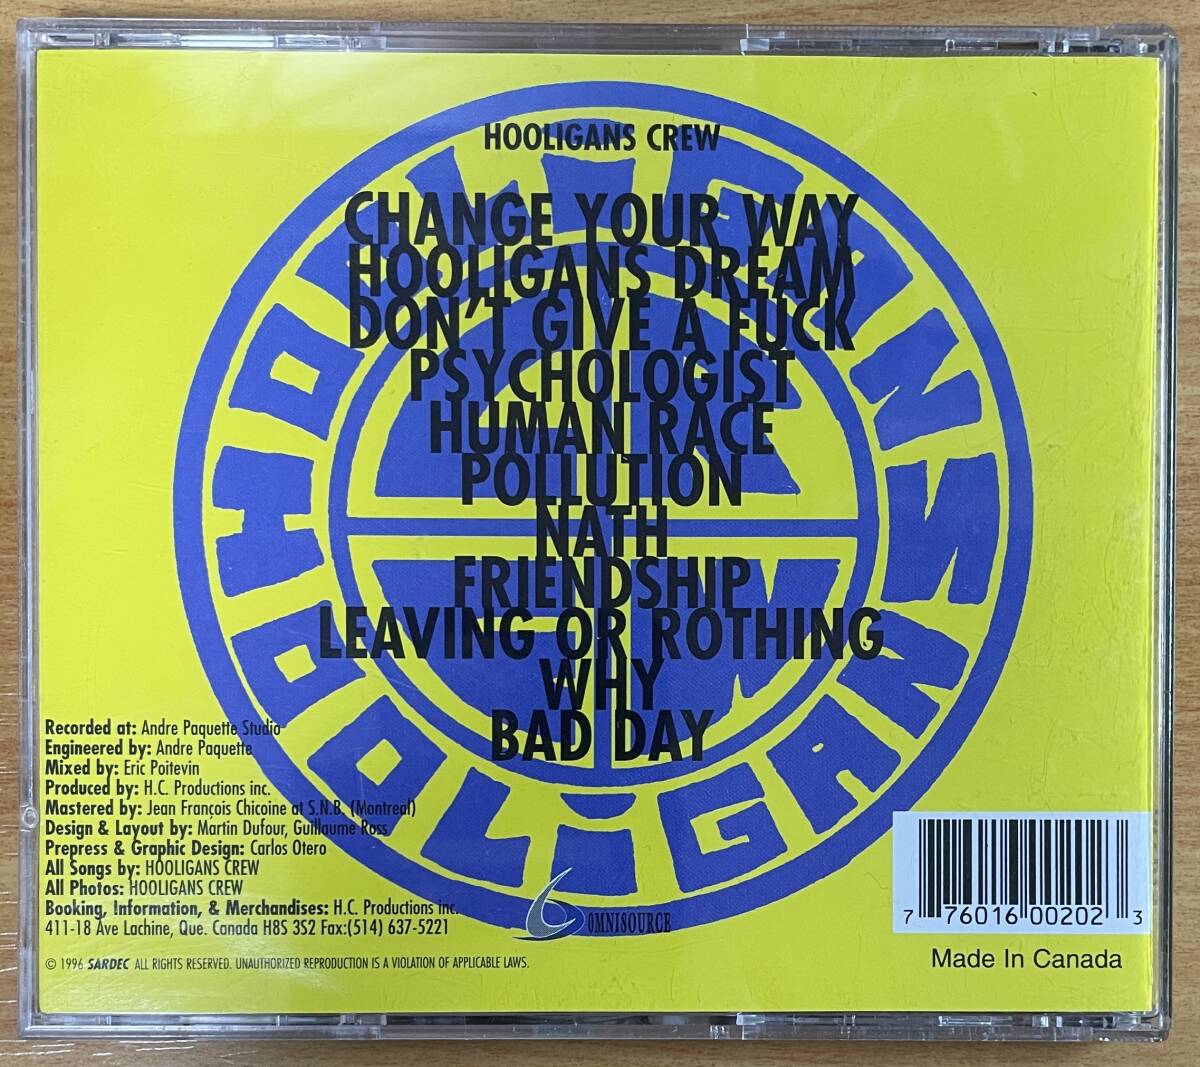 HOOLIGANS CREW
CHANGE YOUR WAY
HOOLIGANS DREAM
DON'T GIVE A FUCK
PSYCHOLOGIST
HUMAN RACE
POLLUTION
NATH
FRIENDSHIP
LEAVING OR ROTHING
WHY
BAD DAY
HOOLIGANS
HOOLIGANS
Recorded at: Andre Paquette Studio
Engineered by: Andre Paquette
Mixed by: Eric Poitevin
Produced by: H.C. Productions inc.
Mastered by: Jean François Chicoine at S.N.B. (Montreal)
Design & Layout by: Martin Dufour, Guillaume Ross
Prepress & Graphic Design: Carlos Otero
All Songs by: HOOLIGANS CREW
All Photos: HOOLIGANS CREW
Booking, Information, & Merchandises: H.C. Productions inc.
411-18 Ave Lachine, Que. Canada H8S 3S2 Fax:(514) 637-5221
© 1996 SARDEC ALL RIGHTS RESERVED. UNAUTHORIZED REPRODUCTION IS A VIOLATION OF APPLICABLE LAWS.
OMNISOURCE
7 76016 00202 3
Made In Canada